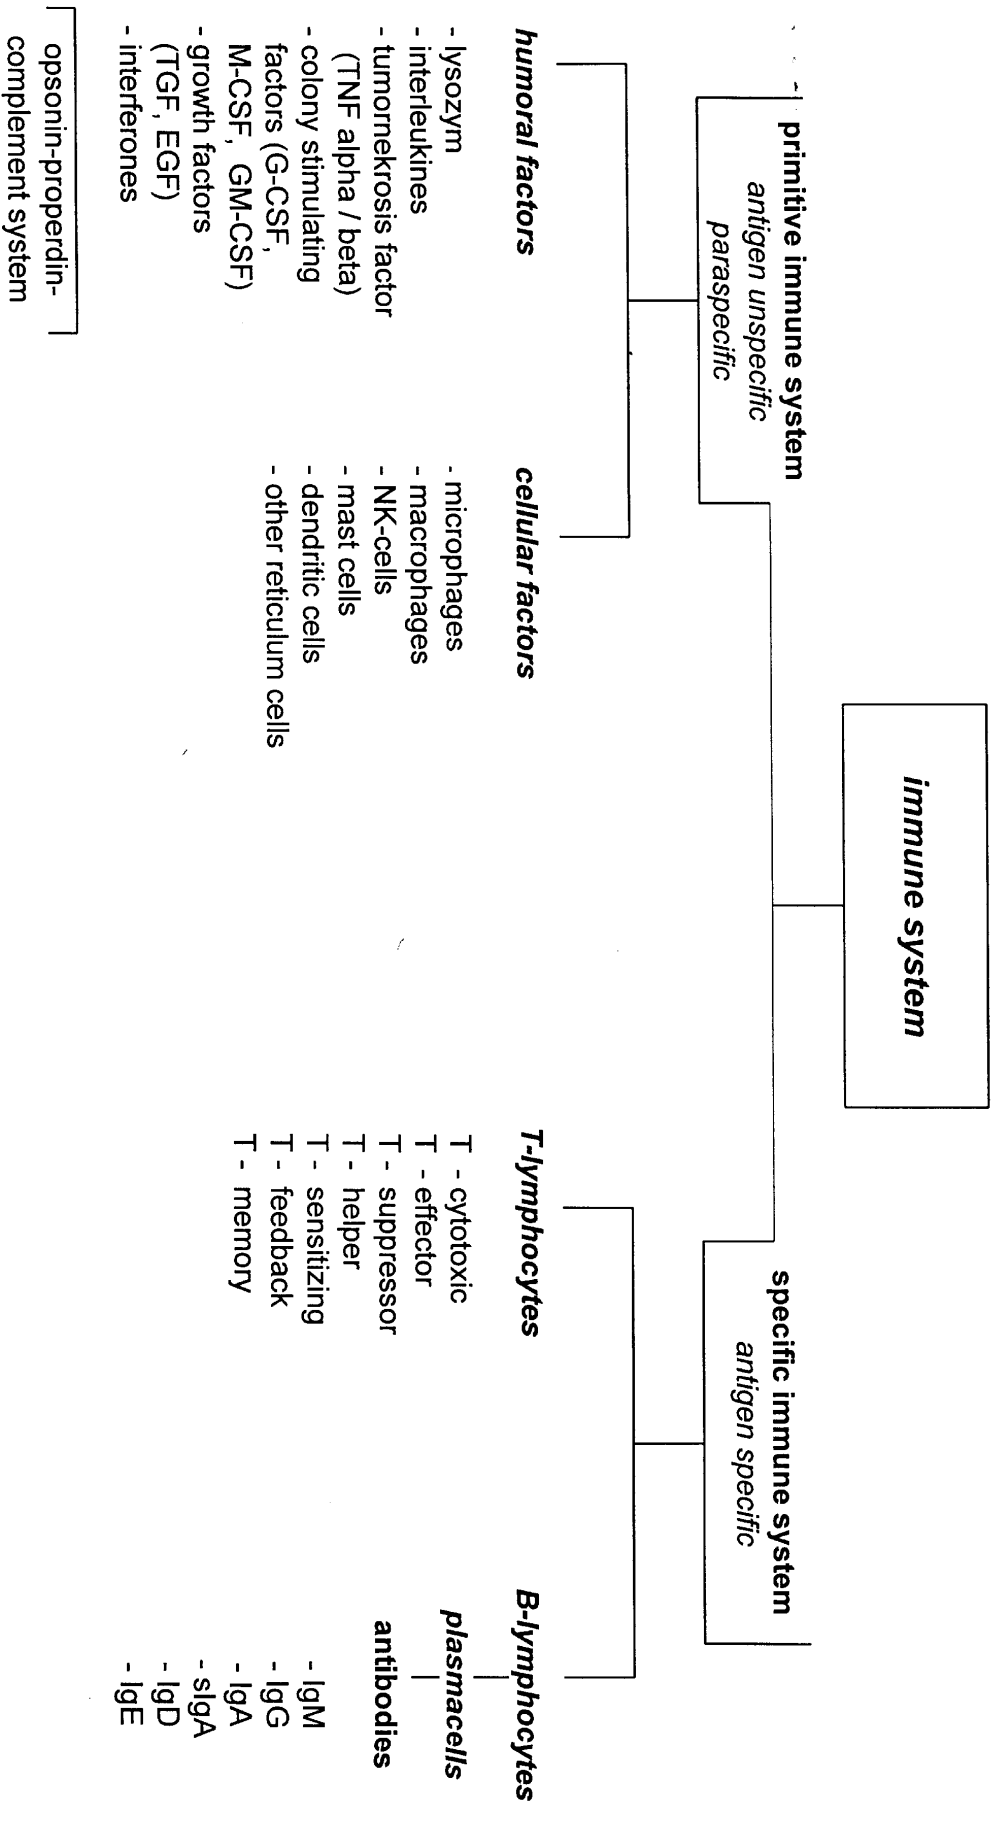 immune system
primitive immune system
antigen unspecific
paraspecific
humoral factors
- lysozym
- interleukines
- tumornekrosis factor
(TNF alpha / beta)
- colony stimulating
factors (G-CSF,
M-CSF, GM-CSF)
- growth factors
(TGF, EGF)
- interferones
opsonin-properdin-
complement system
cellular factors
- microphages
- macrophages
- NK-cells
- mast cells
- dendritic cells
- other reticulum cells
specific immune system
antigen specific
T-lymphocytes
T - cytotoxic
T - effector
T - suppressor
T - helper
T - sensitizing
T - feedback
T - memory
B-lymphocytes
plasmacells
antibodies
- IgM
- IgG
- IgA
- sIgA
- IgD
- IgE